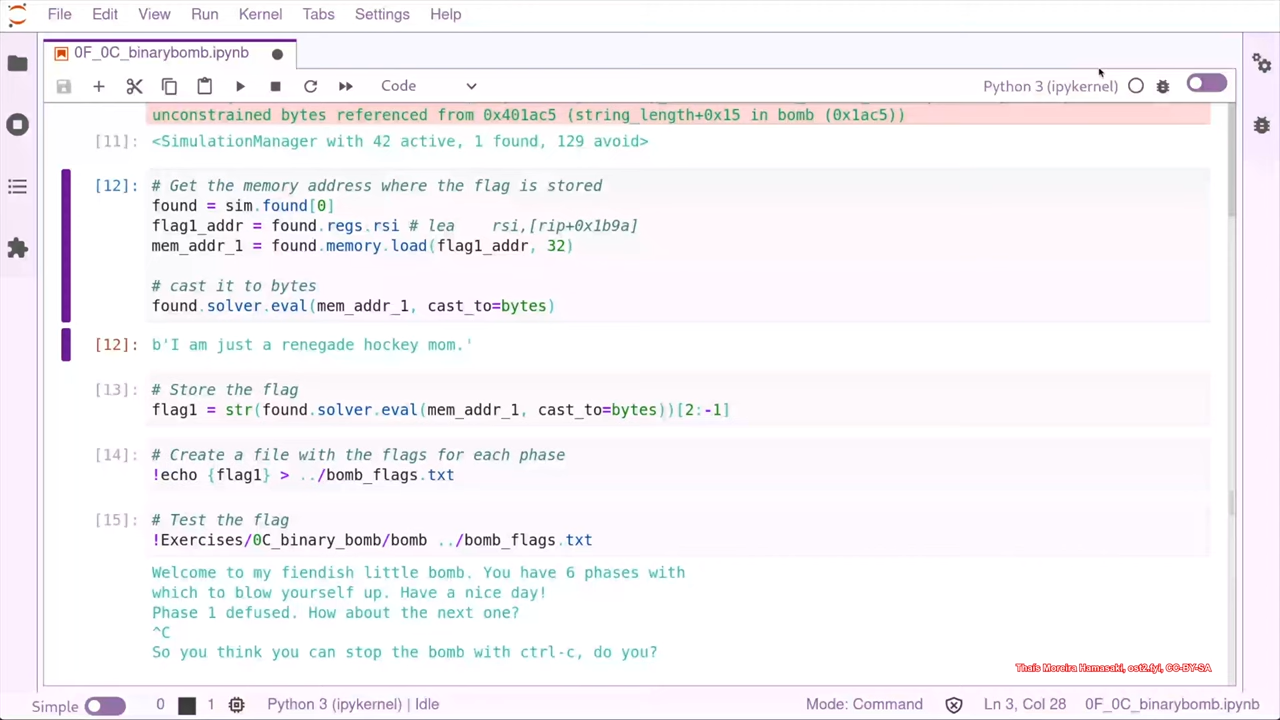 File Edit View Run Kernel Tabs Settings Help
0F_0C_binarybomb.ipynb
Code
Python 3 (ipykernel)
unconstrained bytes referenced from 0x401ac5 (string_length+0x15 in bomb (0x1ac5))
[11]: <SimulationManager with 42 active, 1 found, 129 avoid>
[12]: # Get the memory address where the flag is stored
found = sim.found[0]
flag1_addr = found.regs.rsi # lea    rsi,[rip+0x1b9a]
mem_addr_1 = found.memory.load(flag1_addr, 32)
# cast it to bytes
found.solver.eval(mem_addr_1, cast_to=bytes)
[12]: b'I am just a renegade hockey mom.'
[13]: # Store the flag
flag1 = str(found.solver.eval(mem_addr_1, cast_to=bytes))[2:-1]
[14]: # Create a file with the flags for each phase
!echo {flag1} > ../bomb_flags.txt
[15]: # Test the flag
!Exercises/0C_binary_bomb/bomb ../bomb_flags.txt
Welcome to my fiendish little bomb. You have 6 phases with
which to blow yourself up. Have a nice day!
Phase 1 defused. How about the next one?
^C
So you think you can stop the bomb with ctrl-c, do you?
Thaís Moreira Hamasaki, ost2.fyi, CC-BY-SA
Simple 0 1 Python 3 (ipykernel) | Idle Mode: Command Ln 3, Col 28 0F_0C_binarybomb.ipynb